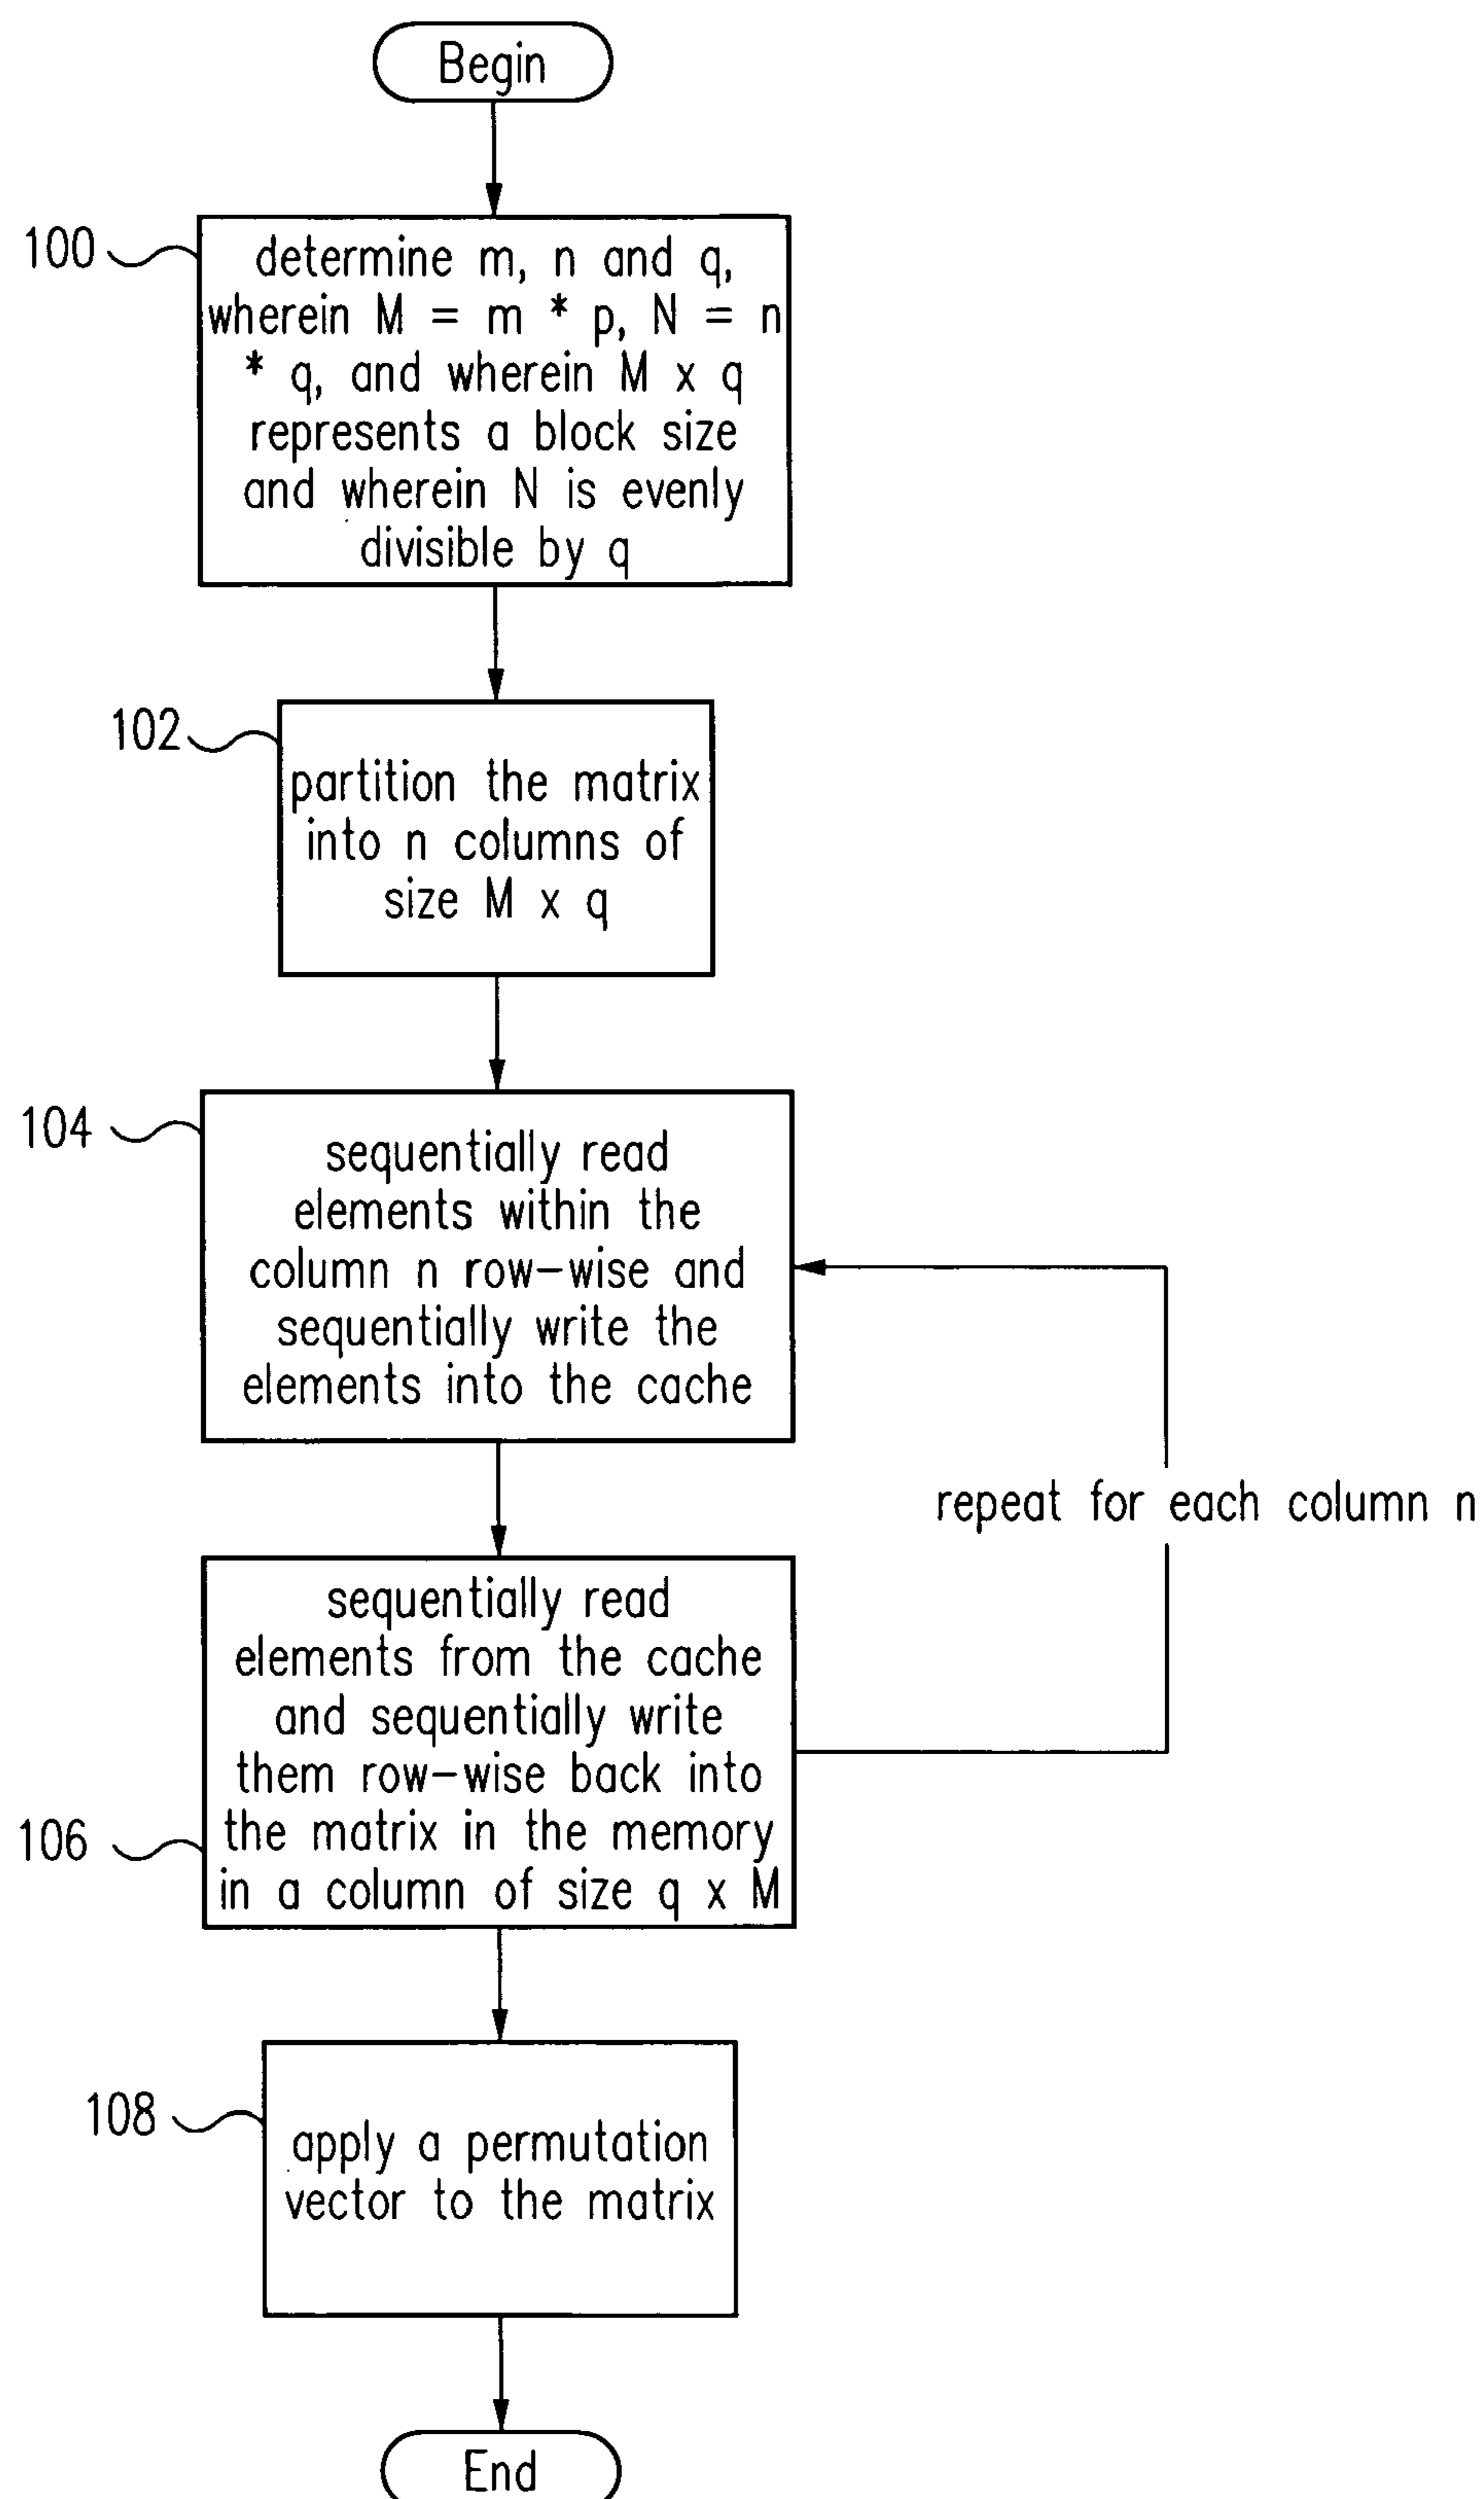 Begin
100
determine m, n and q,
wherein M = m * p, N = n
* q, and wherein M x q
represents a block size
and wherein N is evenly
divisible by q
102
partition the matrix
into n columns of
size M x q
104
sequentially read
elements within the
column n row-wise and
sequentially write the
elements into the cache
repeat for each column n
sequentially read
elements from the cache
and sequentially write
them row-wise back into
106
the matrix in the memory
in a column of size q x M
108
apply a permutation
vector to the matrix
End